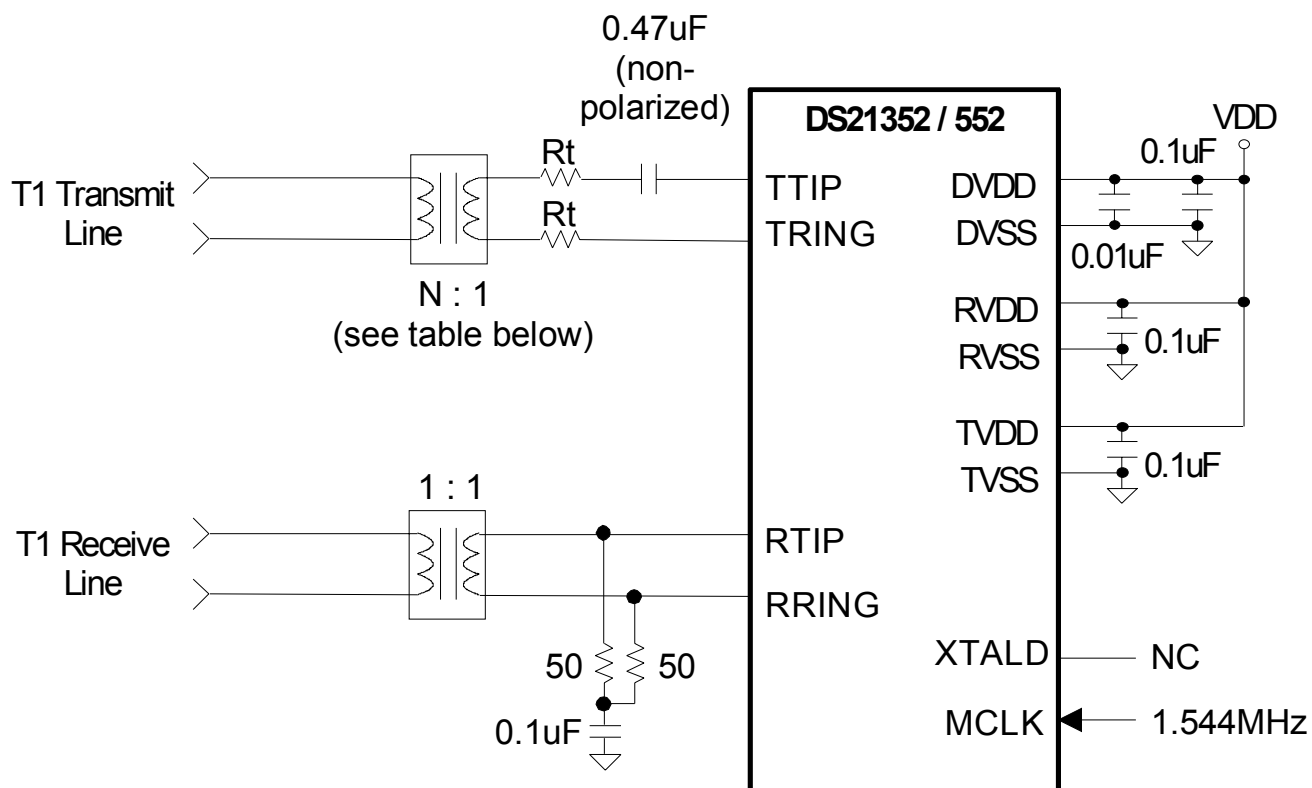 0.47uF
(non-
polarized)
DS21352 / 552
VDD
0.1uF
Rt
T1 Transmit
Line
Rt
TTIP
TRING
DVDD
DVSS
0.01uF
N : 1
(see table below)
RVDD
RVSS
0.1uF
TVDD
TVSS
0.1uF
1 : 1
T1 Receive
Line
RTIP
RRING
50
50
0.1uF
XTALD
NC
MCLK
1.544MHz